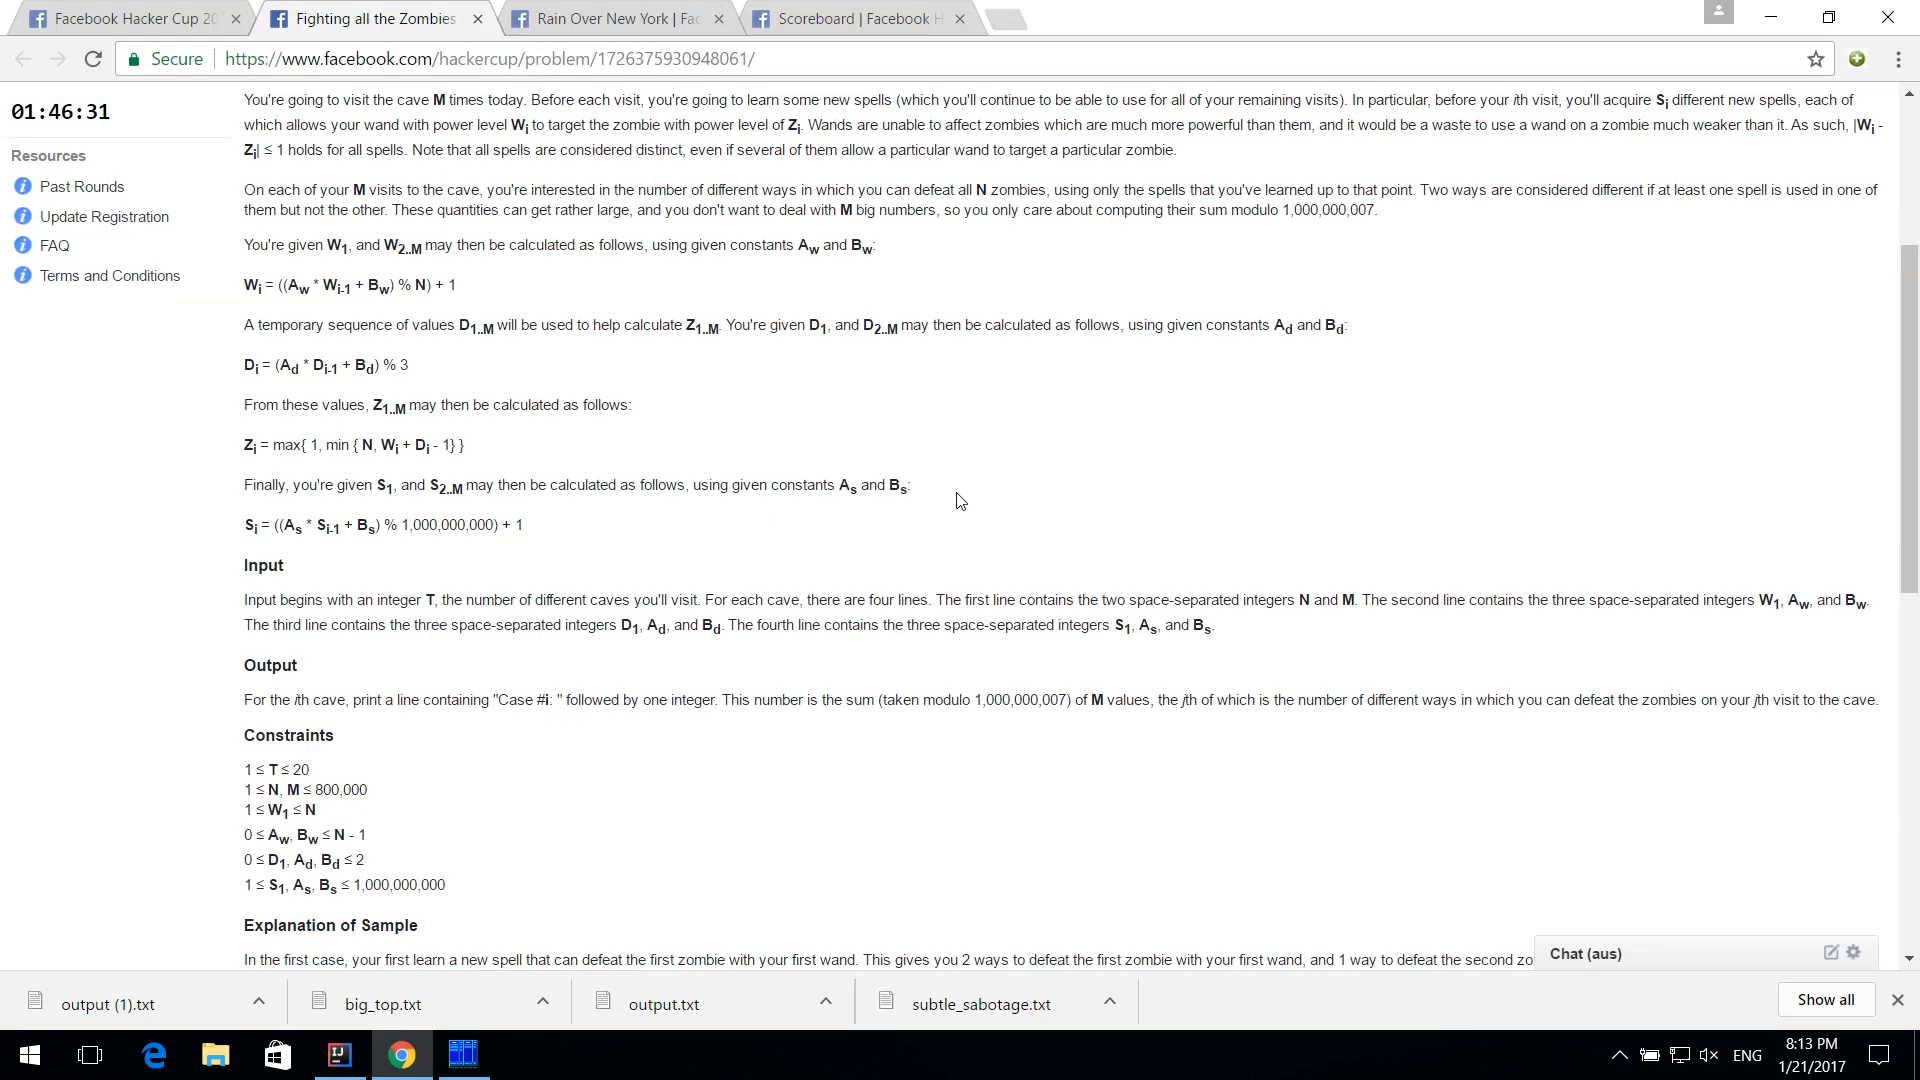 Facebook Hacker Cup 20
Fighting all the Zombies
Rain Over New York | Fac
Scoreboard | Facebook H
Secure
https://www.facebook.com/hackercup/problem/1726375930948061/
01:46:31
Resources
Past Rounds
Update Registration
FAQ
Terms and Conditions
You're going to visit the cave M times today. Before each visit, you're going to learn some new spells (which you'll continue to be able to use for all of your remaining visits). In particular, before your ith visit, you'll acquire Si different new spells, each of
which allows your wand with power level Wi to target the zombie with power level of Zi. Wands are unable to affect zombies which are much more powerful than them, and it would be a waste to use a wand on a zombie much weaker than it. As such, |Wi -
Zi| ≤ 1 holds for all spells. Note that all spells are considered distinct, even if several of them allow a particular wand to target a particular zombie.
On each of your M visits to the cave, you're interested in the number of different ways in which you can defeat all N zombies, using only the spells that you've learned up to that point. Two ways are considered different if at least one spell is used in one of
them but not the other. These quantities can get rather large, and you don't want to deal with M big numbers, so you only care about computing their sum modulo 1,000,000,007.
You're given W1, and W2..M may then be calculated as follows, using given constants Aw and Bw:
Wi = ((Aw * Wi-1 + Bw) % N) + 1
A temporary sequence of values D1..M will be used to help calculate Z1..M. You're given D1, and D2..M may then be calculated as follows, using given constants Ad and Bd:
Di = (Ad * Di-1 + Bd) % 3
From these values, Z1..M may then be calculated as follows:
Zi = max{ 1, min { N, Wi + Di - 1} }
Finally, you're given S1, and S2..M may then be calculated as follows, using given constants As and Bs:
Si = ((As * Si-1 + Bs) % 1,000,000,000) + 1
Input
Input begins with an integer T, the number of different caves you'll visit. For each cave, there are four lines. The first line contains the two space-separated integers N and M. The second line contains the three space-separated integers W1, Aw, and Bw.
The third line contains the three space-separated integers D1, Ad, and Bd. The fourth line contains the three space-separated integers S1, As, and Bs.
Output
For the ith cave, print a line containing "Case #i: " followed by one integer. This number is the sum (taken modulo 1,000,000,007) of M values, the jth of which is the number of different ways in which you can defeat the zombies on your jth visit to the cave.
Constraints
1 ≤ T ≤ 20
1 ≤ N, M ≤ 800,000
1 ≤ W1 ≤ N
0 ≤ Aw, Bw ≤ N - 1
0 ≤ D1, Ad, Bd ≤ 2
1 ≤ S1, As, Bs ≤ 1,000,000,000
Explanation of Sample
In the first case, your first learn a new spell that can defeat the first zombie with your first wand. This gives you 2 ways to defeat the first zombie with your first wand, and 1 way to defeat the second zo
Chat (aus)
output (1).txt
big_top.txt
output.txt
subtle_sabotage.txt
Show all
ENG
8:13 PM
1/21/2017